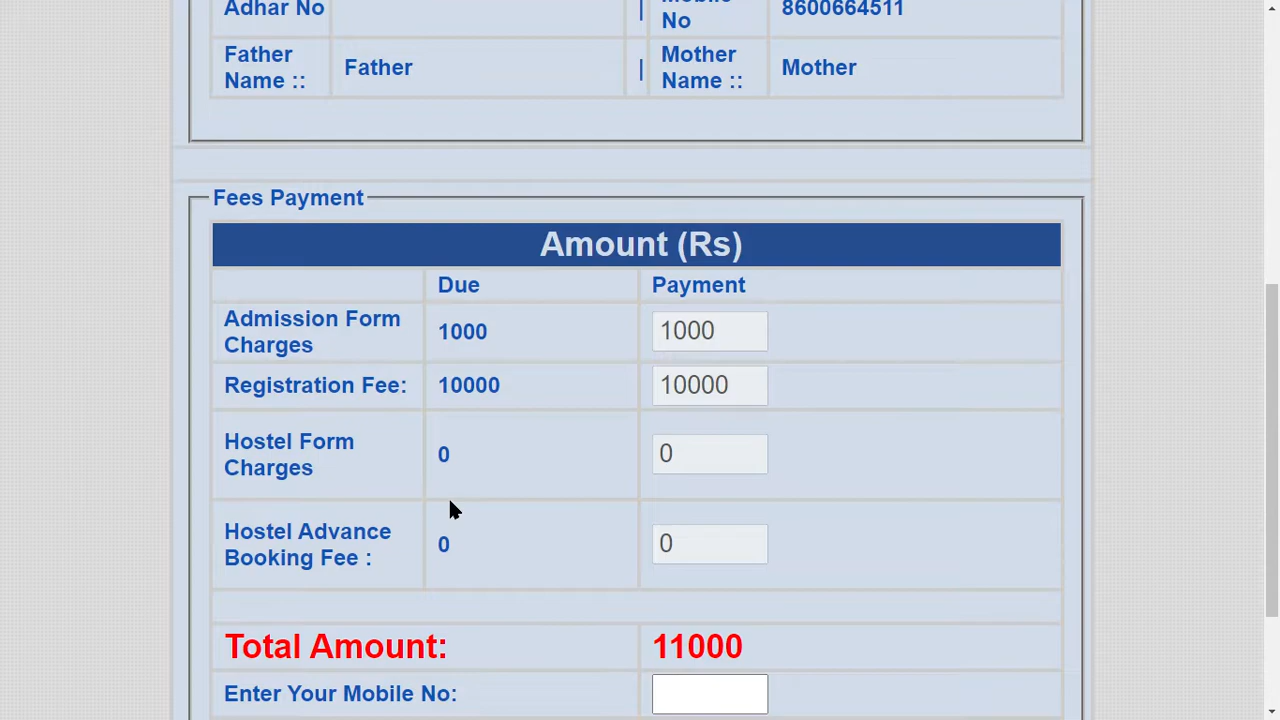 Adhar No | Mobile No 8600664511
Father Name :: Father | Mother Name :: Mother
Fees Payment
Amount (Rs)
Due Payment
Admission Form Charges 1000 1000
Registration Fee: 10000 10000
Hostel Form Charges 0 0
Hostel Advance Booking Fee : 0 0
Total Amount: 11000
Enter Your Mobile No: